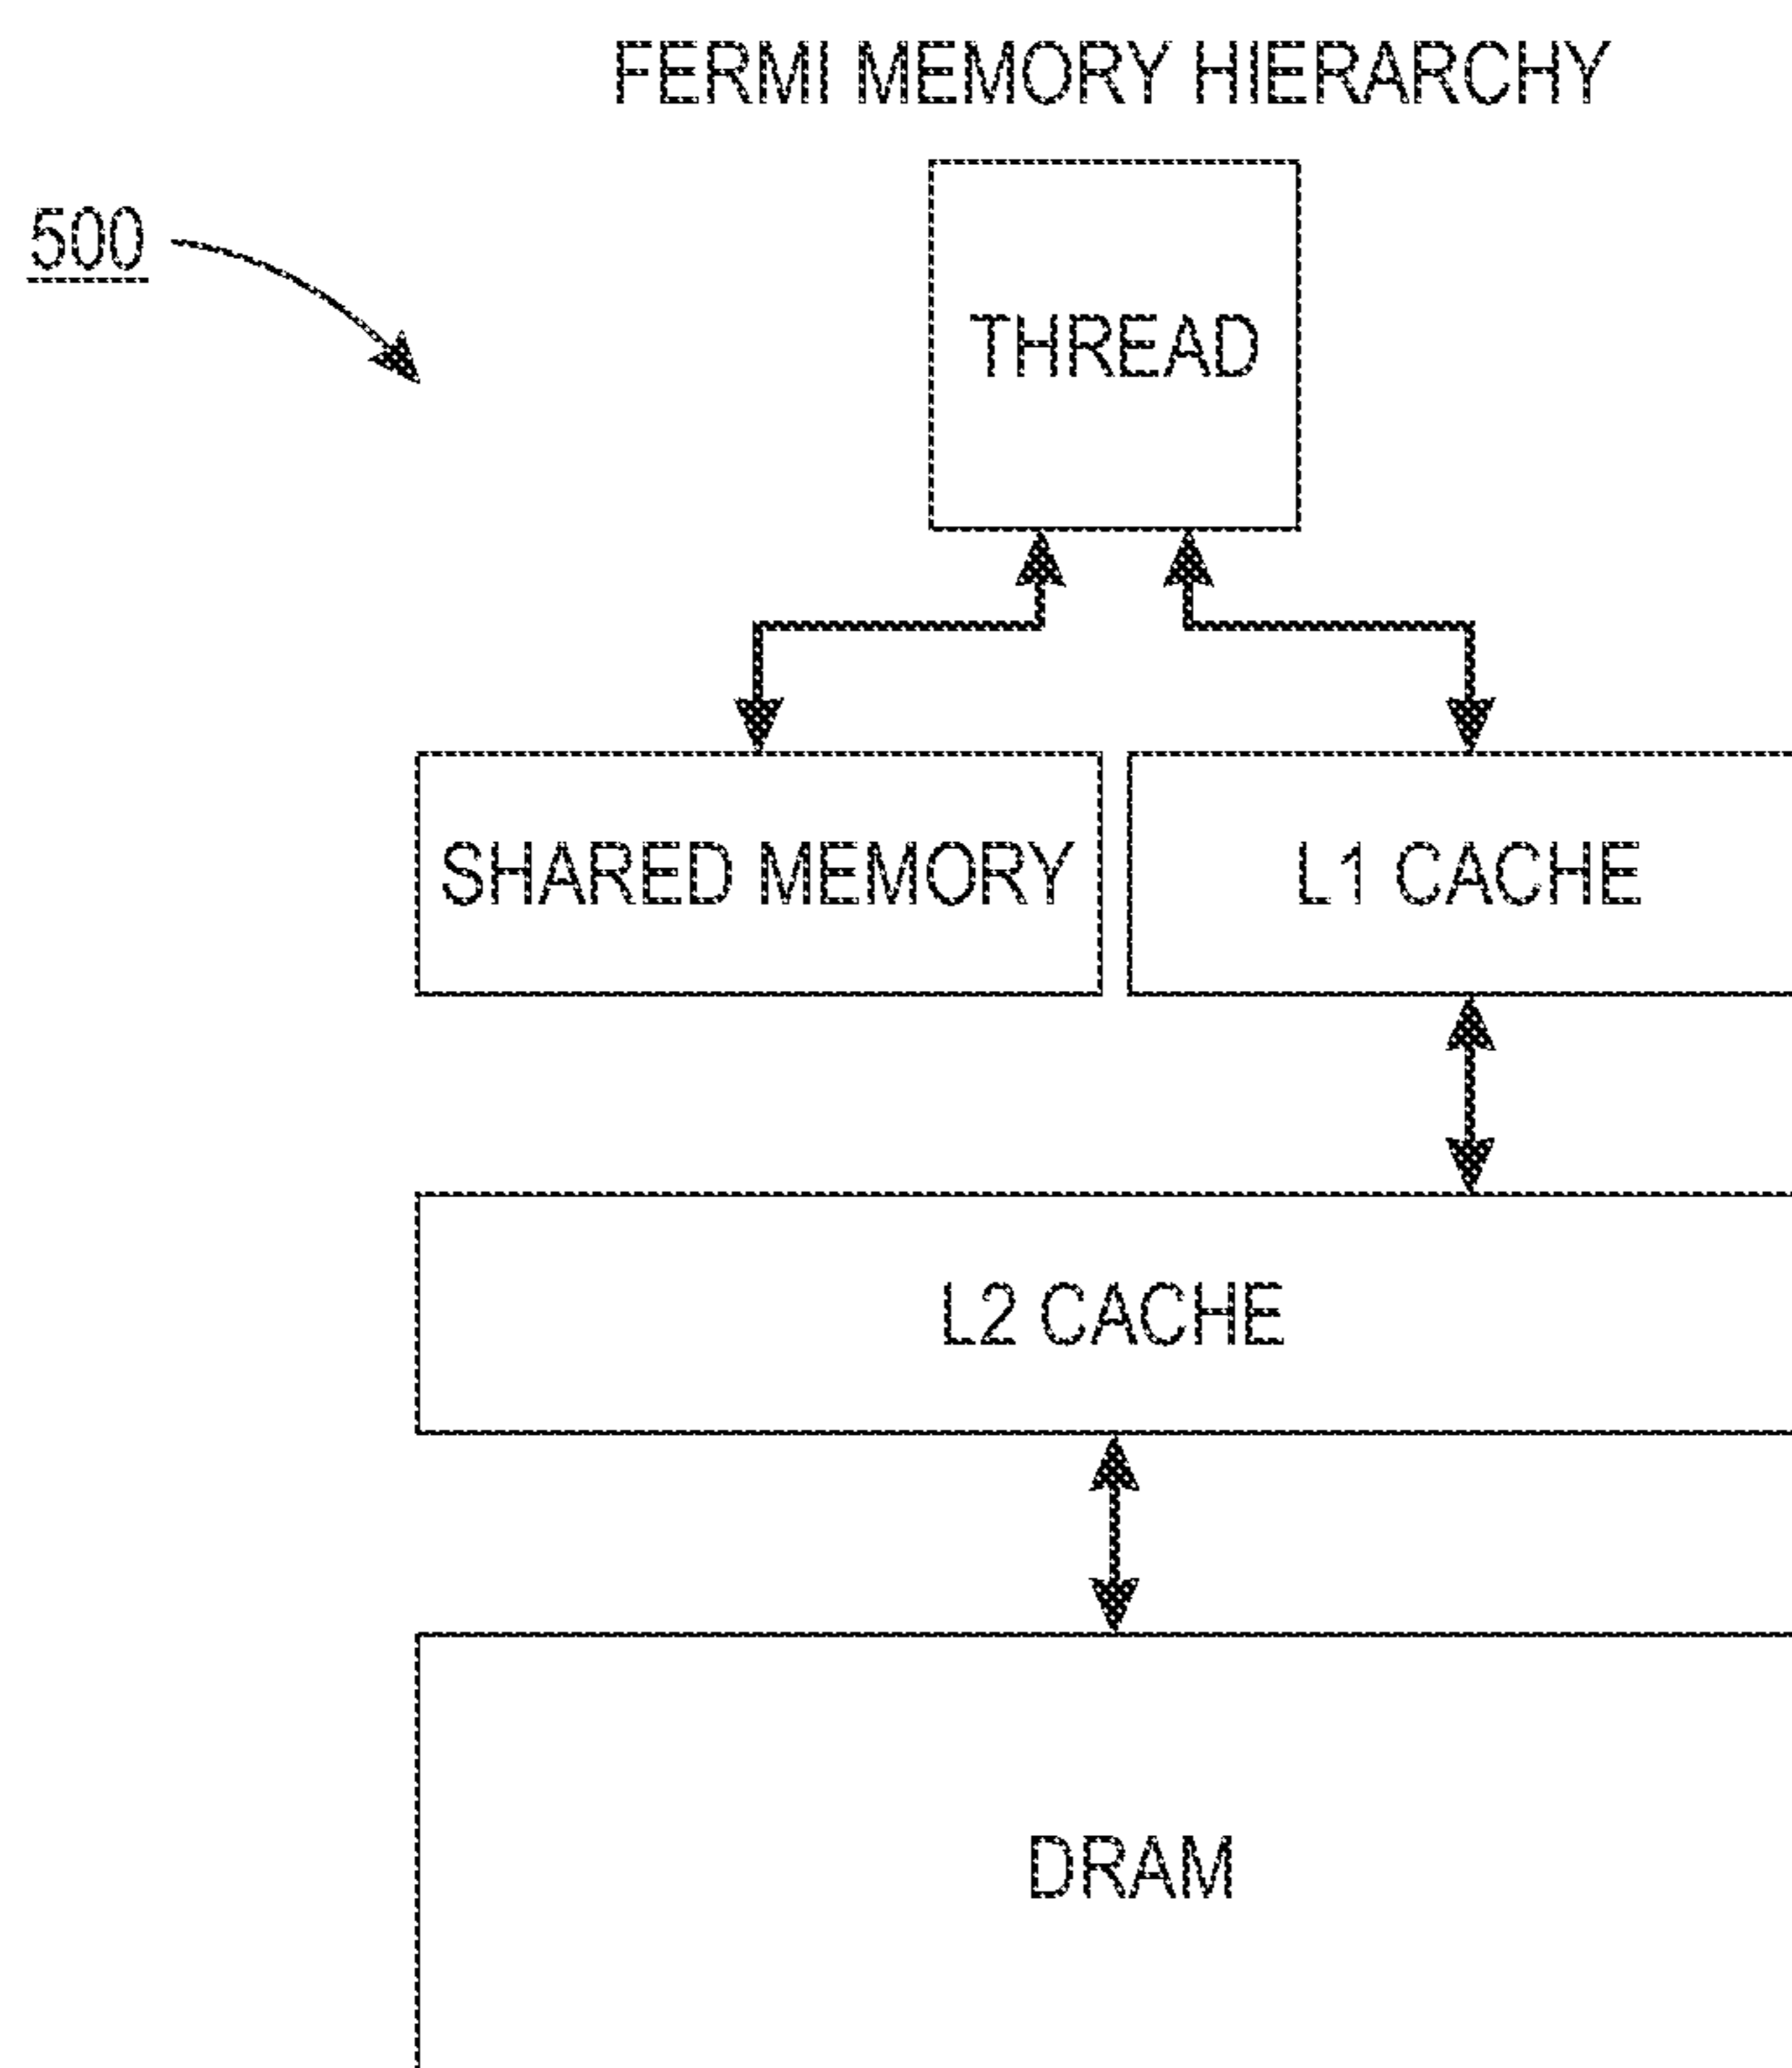 FERMI MEMORY HIERARCHY
500
THREAD
SHARED MEMORY
L1 CACHE
L2 CACHE
DRAM